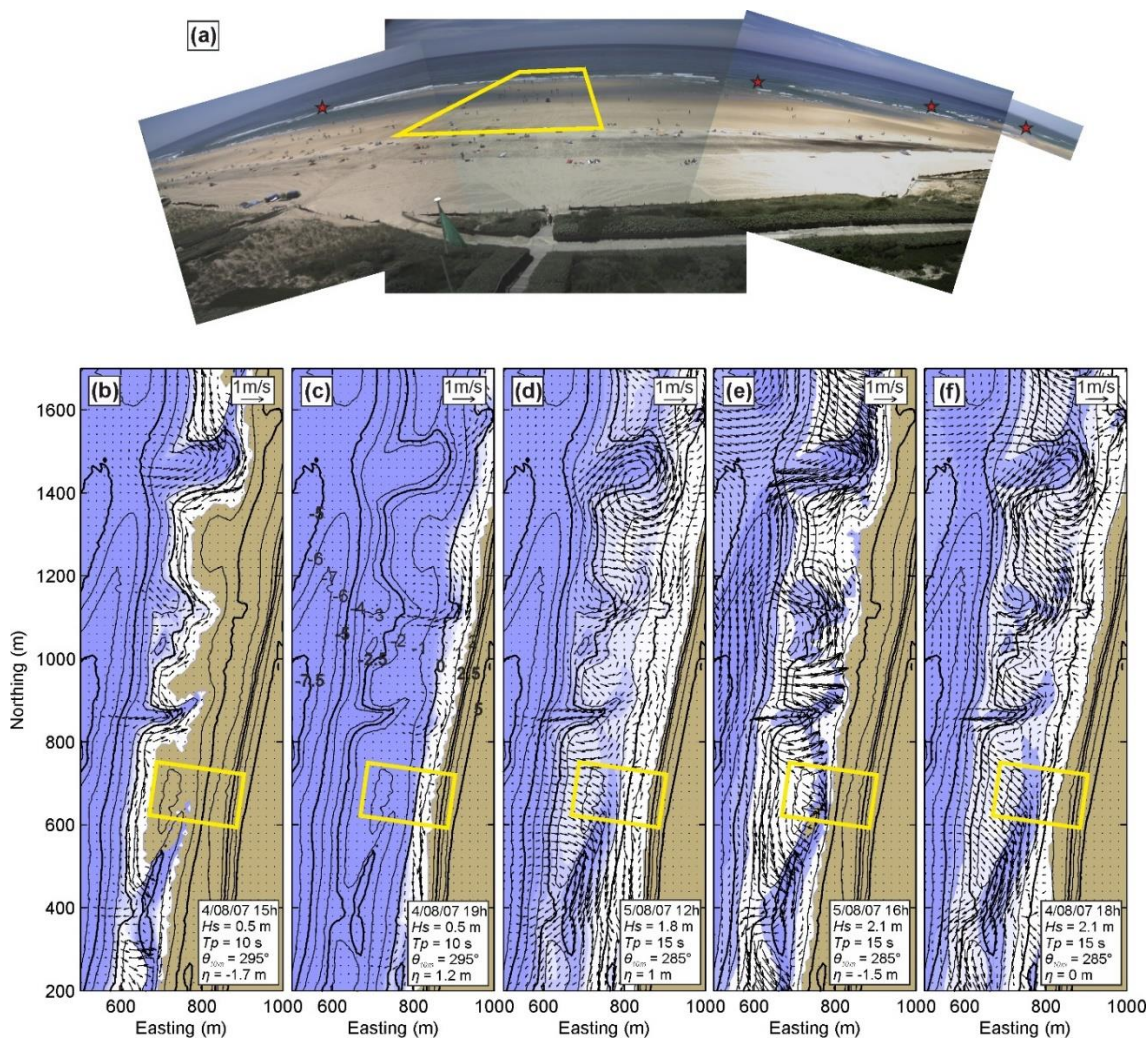 (a)
(b) 1m/s
(c) 1m/s
(d) 1m/s
(e) 1m/s
(f) 1m/s
Northing (m)
1600
1400
1200
1000
800
600
400
200
-5
-6
-7
-6
-4
-3
-5
-2
-2.5
-1
0
2.5
-7.5
5
4/08/07 15h
Hs = 0.5 m
Tp = 10 s
θ = 295°
η = -1.7 m
4/08/07 19h
Hs = 0.5 m
Tp = 10 s
θ = 295°
η = 1.2 m
5/08/07 12h
Hs = 1.8 m
Tp = 15 s
θ = 285°
η = 1 m
5/08/07 16h
Hs = 2.1 m
Tp = 15 s
θ = 285°
η = -1.5 m
4/08/07 18h
Hs = 2.1 m
Tp = 15 s
θ = 285°
η = 0 m
600 800 1000 600 800 1000 600 800 1000 600 800 1000 600 800 1000
Easting (m) Easting (m) Easting (m) Easting (m) Easting (m)